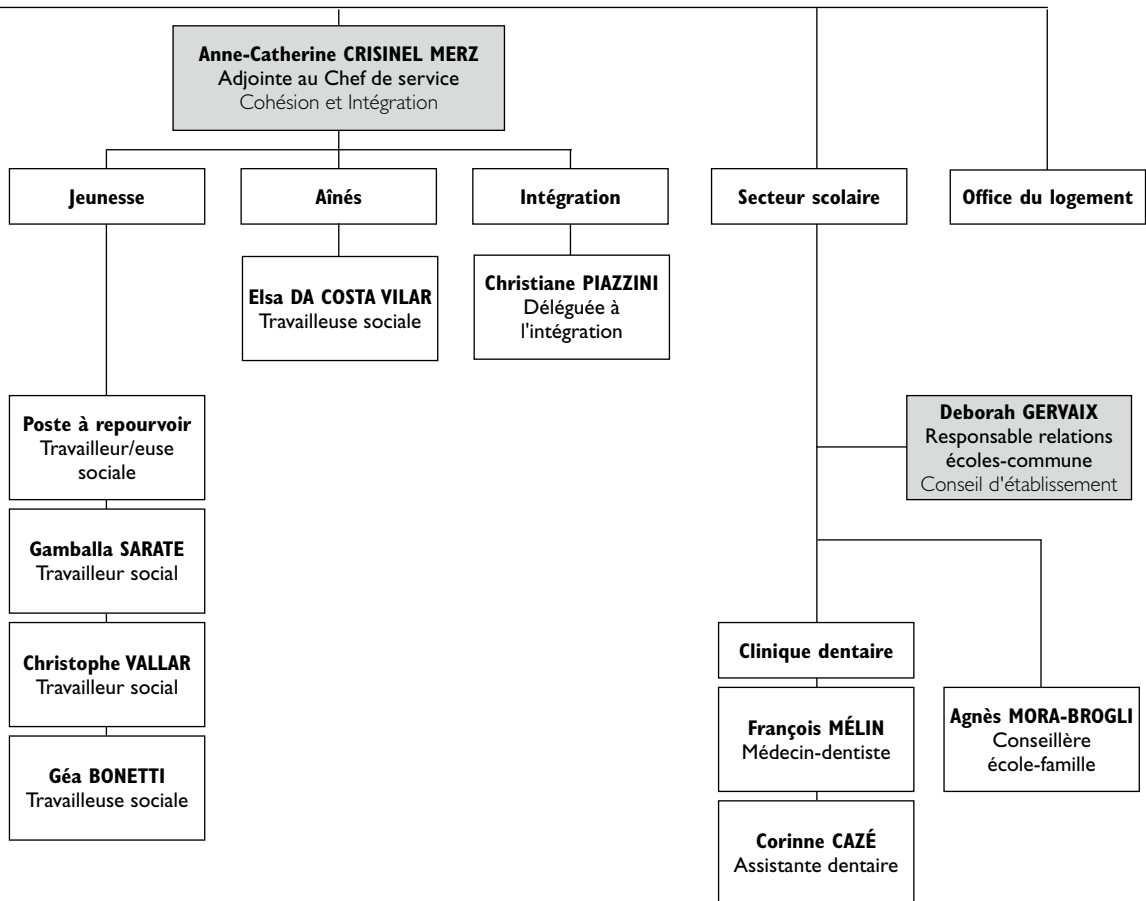 Anne-Catherine CRISINEL MERZ
Adjointe au Chef de service
Cohésion et Intégration
Jeunesse
Aînés
Intégration
Secteur scolaire
Office du logement
Elsa DA COSTA VILAR
Travailleuse sociale
Christiane PIAZZINI
Déléguée à
l'intégration
Poste à repourvoir
Travailleur/euse
sociale
Deborah GERVAIX
Responsable relations
écoles-commune
Conseil d'établissement
Gamballa SARATE
Travailleur social
Christophe VALLAR
Travailleur social
Géa BONETTI
Travailleuse sociale
Clinique dentaire
François MÉLIN
Médecin-dentiste
Corinne CAZÉ
Assistante dentaire
Agnès MORA-BROGLI
Conseillère
école-famille